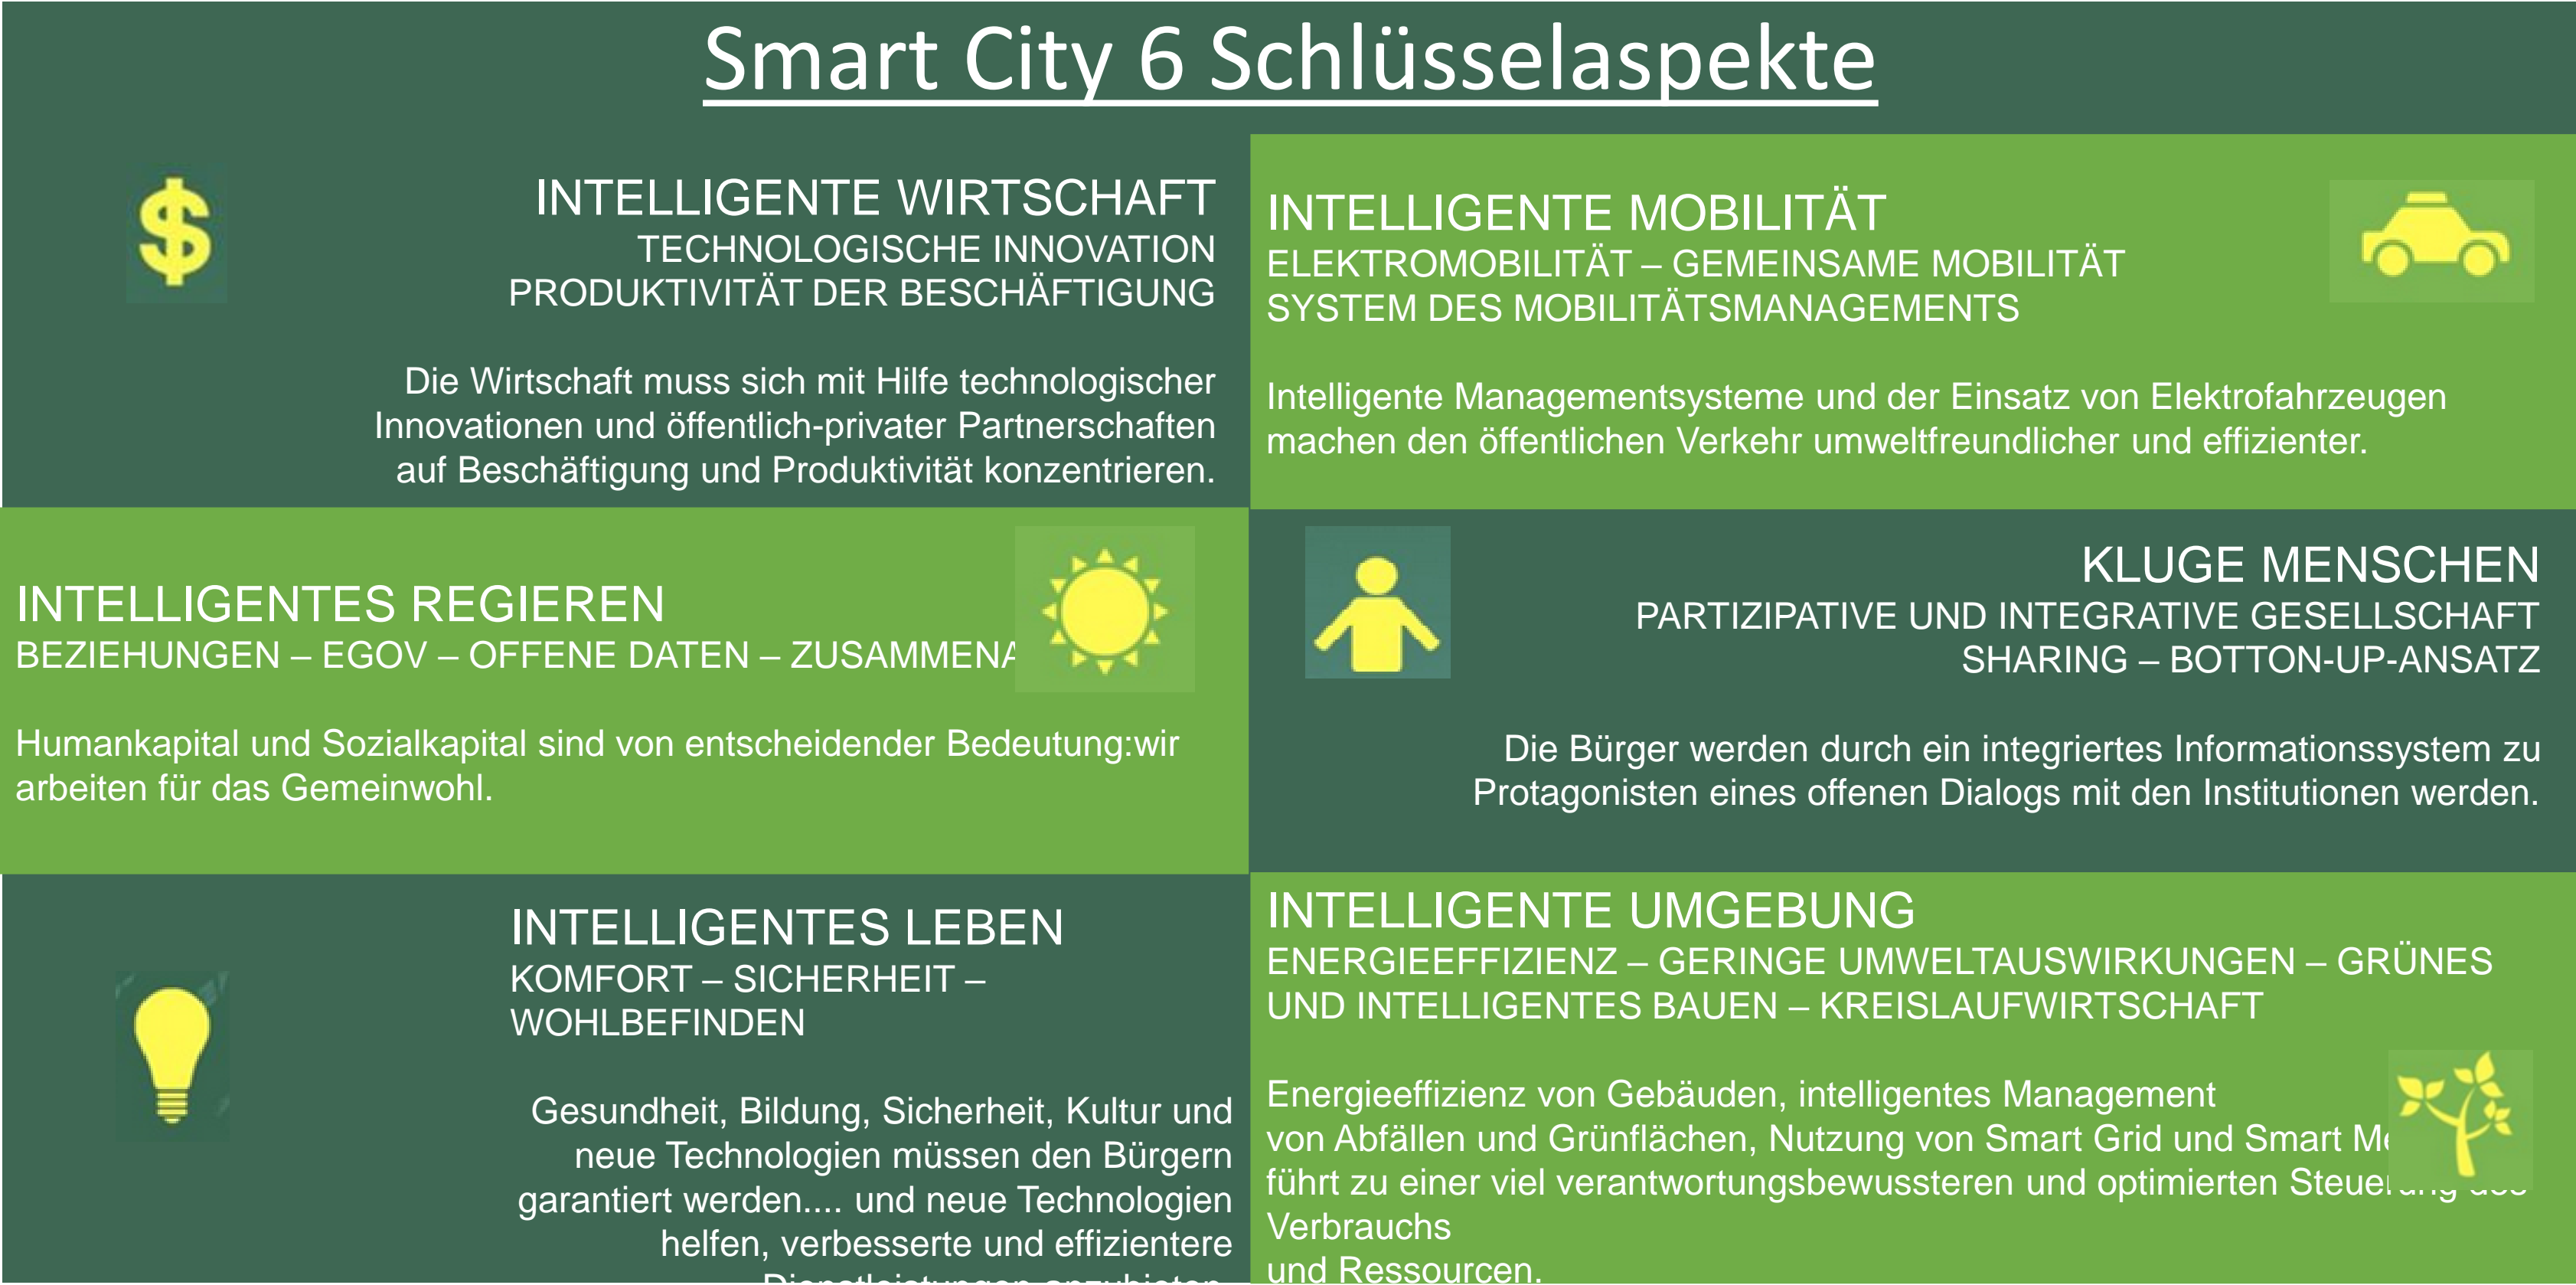 Smart City 6 Schlüsselaspekte
INTELLIGENTE WIRTSCHAFT
TECHNOLOGISCHE INNOVATION
PRODUKTIVITÄT DER BESCHÄFTIGUNG
Die Wirtschaft muss sich mit Hilfe technologischer
Innovationen und öffentlich-privater Partnerschaften
auf Beschäftigung und Produktivität konzentrieren.
INTELLIGENTE MOBILITÄT
ELEKTROMOBILITÄT – GEMEINSAME MOBILITÄT
SYSTEM DES MOBILITÄTSMANAGEMENTS
Intelligente Managementsysteme und der Einsatz von Elektrofahrzeugen
machen den öffentlichen Verkehr umweltfreundlicher und effizienter.
INTELLIGENTES REGIEREN
BEZIEHUNGEN – EGOV – OFFENE DATEN –
Humankapital und Sozialkapital sind von entscheidender Bedeutung:wir
arbeiten für das Gemeinwohl.
KLUGE MENSCHEN
PARTIZIPATIVE UND INTEGRATIVE GESELLSCHAFT
SHARING – BOTTON-UP-ANSATZ
Die Bürger werden durch ein integriertes Informationssystem zu
Protagonisten eines offenen Dialogs mit den Institutionen werden.
INTELLIGENTES LEBEN
KOMFORT – SICHERHEIT –
WOHLBEFINDEN
Gesundheit, Bildung, Sicherheit, Kultur und
neue Technologien müssen den Bürgern
garantiert werden.... und neue Technologien
helfen, verbesserte und effizientere
Dienstleistungen anzubieten.
INTELLIGENTE UMGEBUNG
ENERGIEEFFIZIENZ – GERINGE UMWELTAUSWIRKUNGEN – GRÜNES
UND INTELLIGENTES BAUEN – KREISLAUFWIRTSCHAFT
Energieeffizienz von Gebäuden, intelligentes Management
von Abfällen und Grünflächen, Nutzung von Smart Grid und Smart
führt zu einer viel verantwortungsbewussteren und optimierten Steuerung des
Verbrauchs
und Ressourcen.